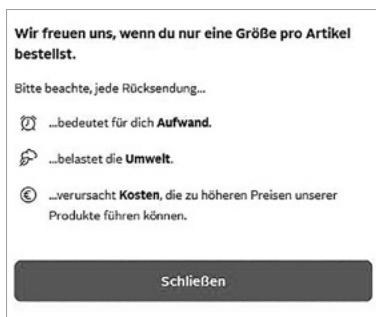 Wir freuen uns, wenn du nur eine Größe pro Artikel
bestellst.
Bitte beachte, jede Rücksendung...
...bedeutet für dich Aufwand.
...belastet die Umwelt.
...verursacht Kosten, die zu höheren Preisen unserer
Produkte führen können.
Schließen